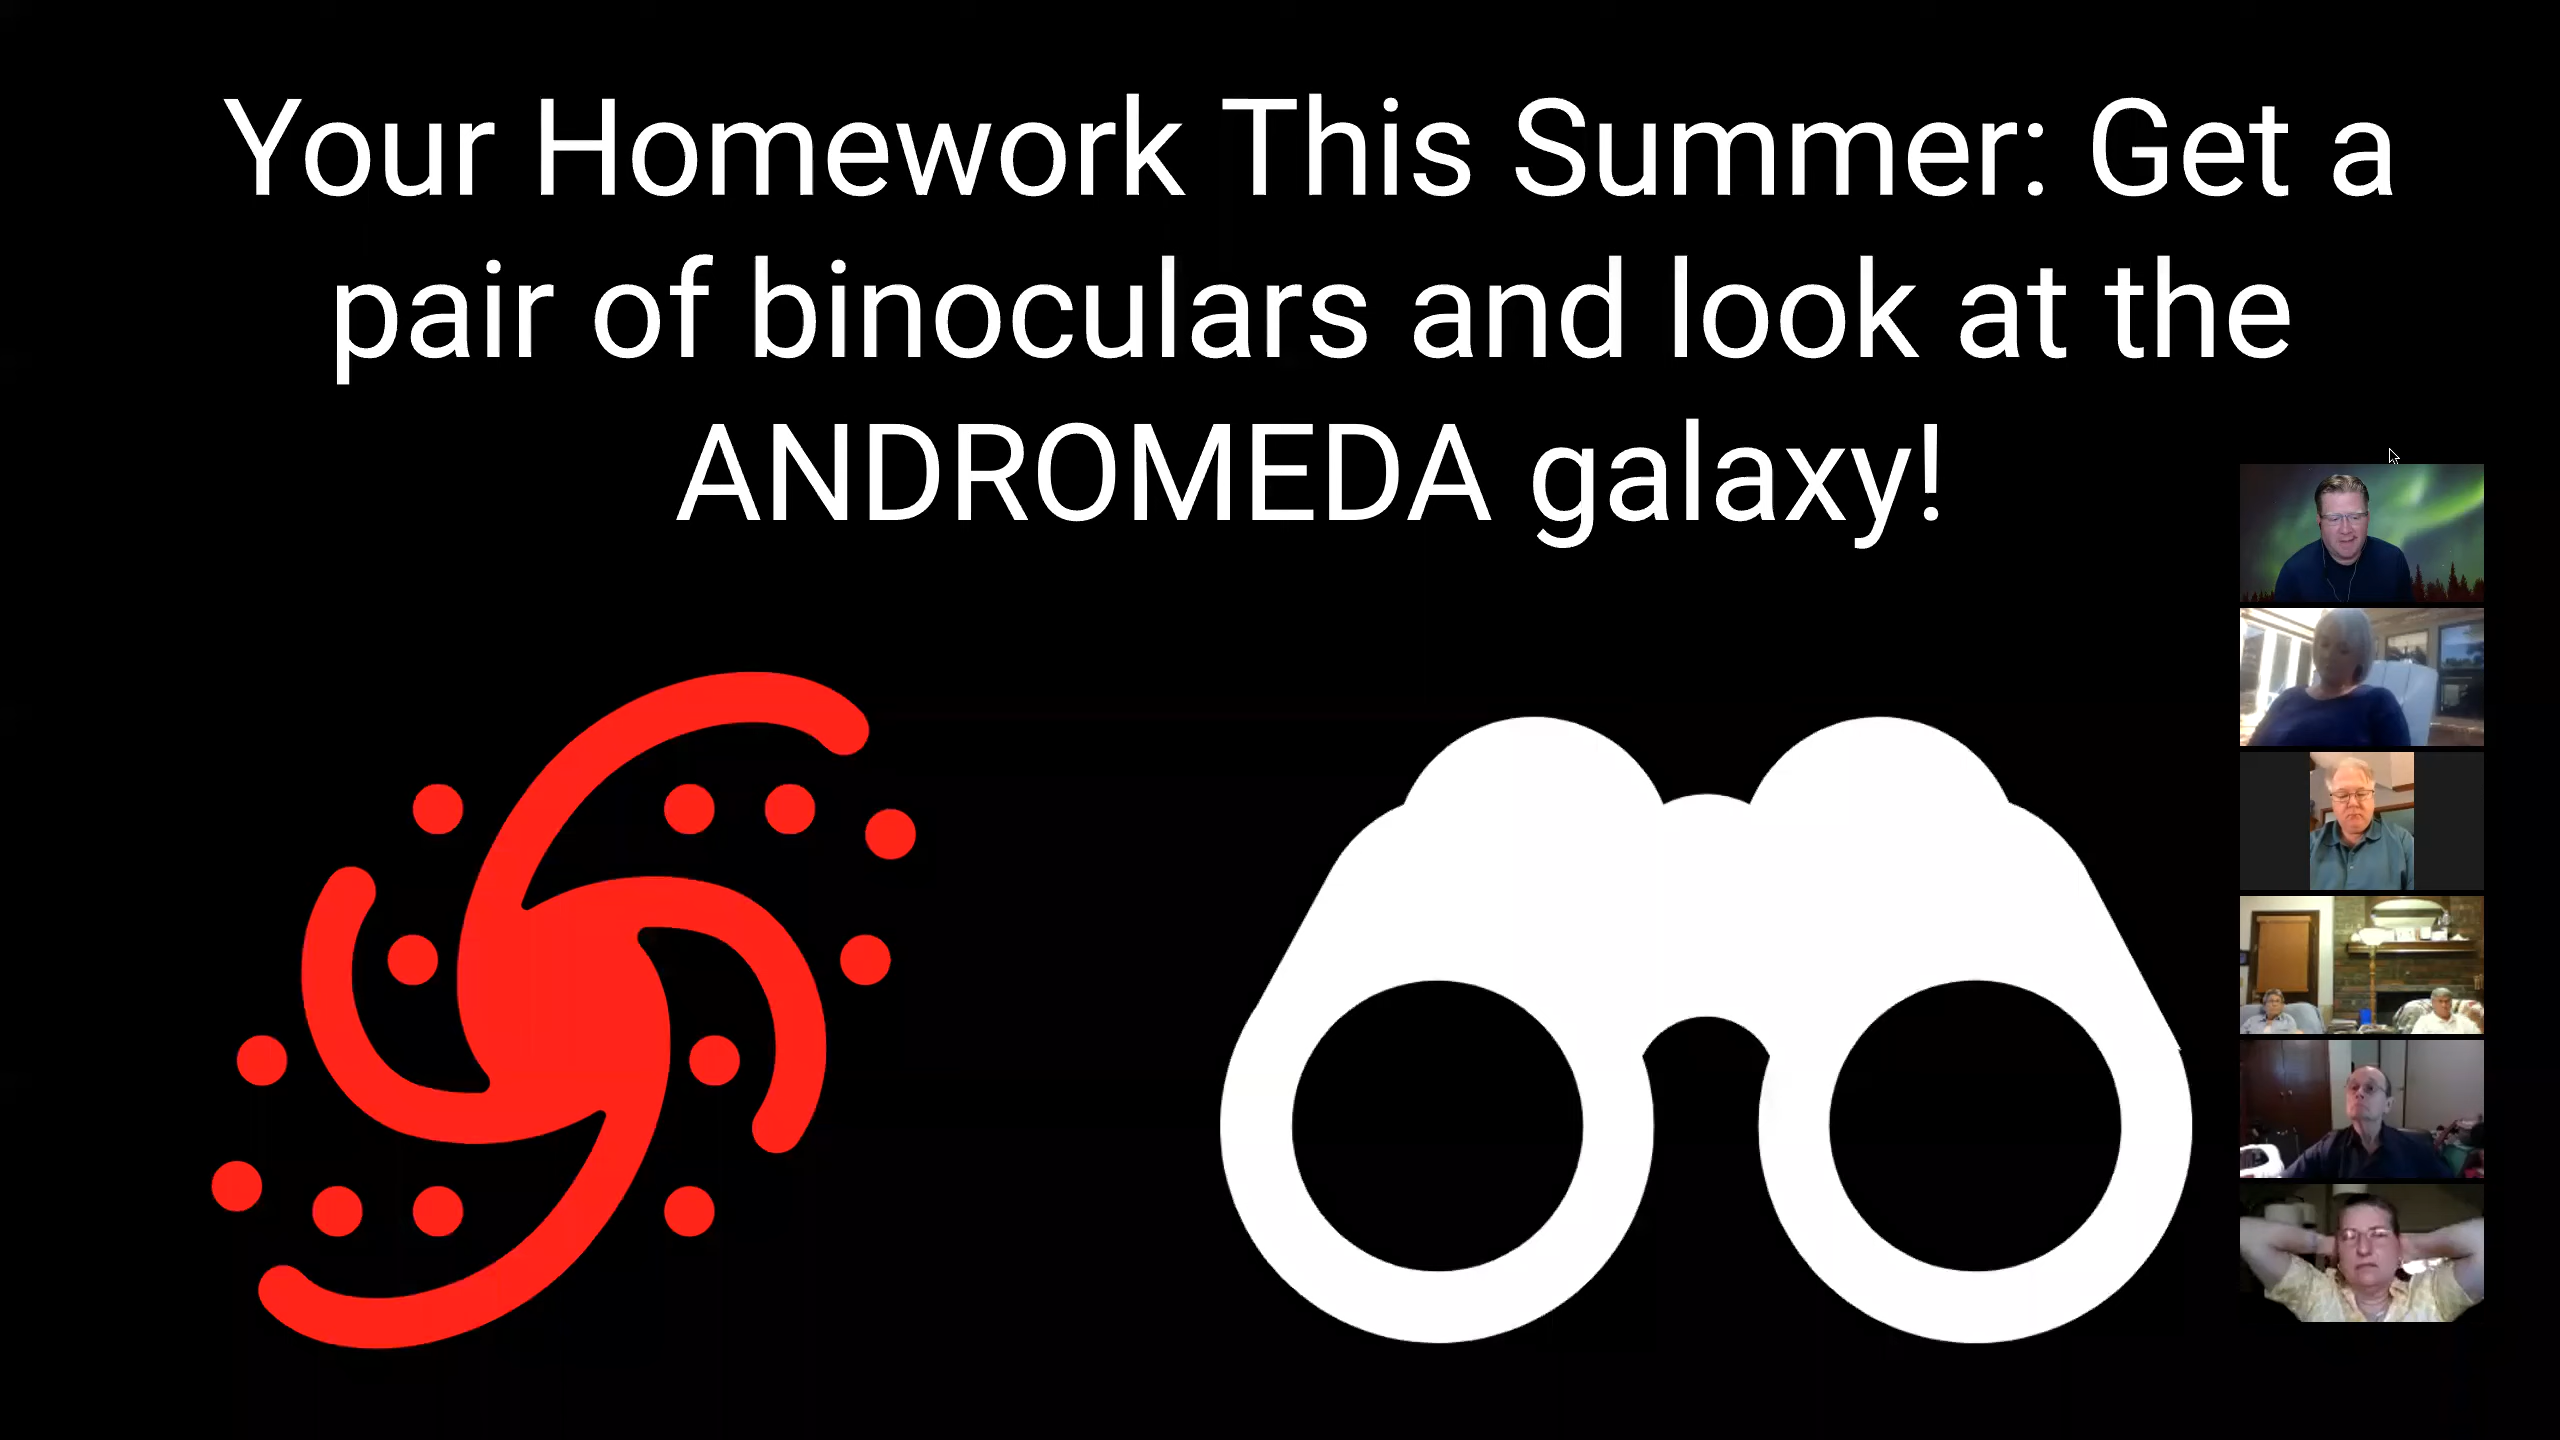 Your Homework This Summer: Get a
pair of binoculars and look at the
ANDROMEDA galaxy!